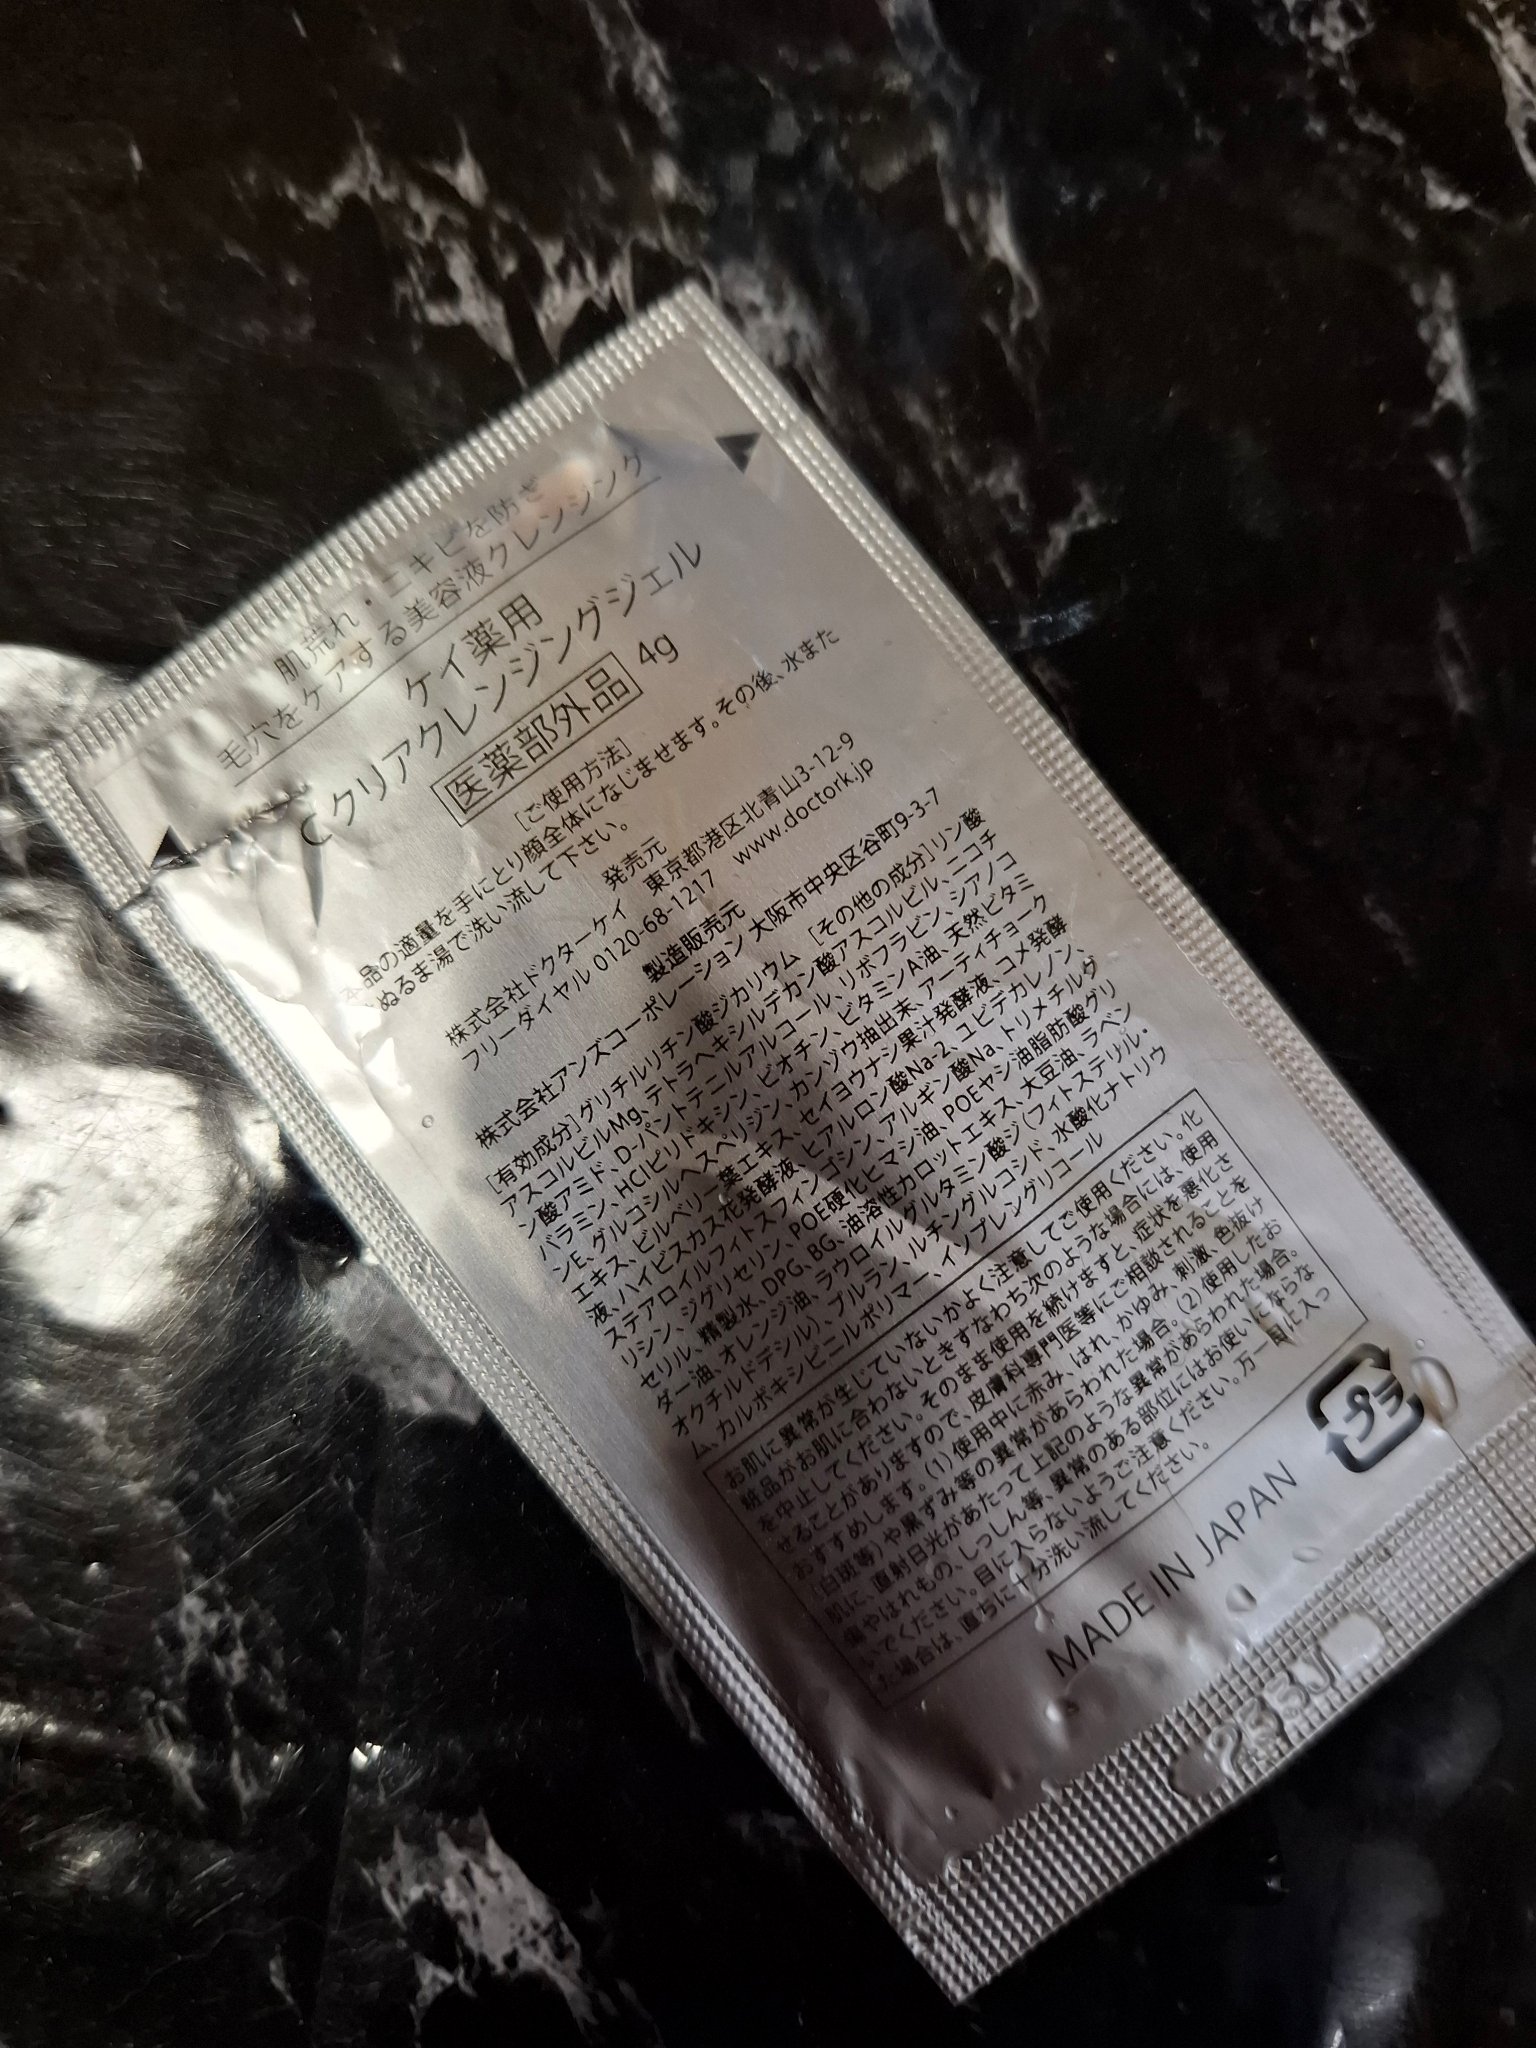 肌荒れ・ニキビを防ぎ
毛穴をケアする美容液クレンジング
ケイ薬用
Cクリアクレンジングジェル
医薬部外品 4g
[ご使用方法]
本品の適量を手にとり顔全体になじませます。その後、水また
ぬるま湯で洗い流して下さい。
発売元
株式会社ドクターケイ 東京都港区北青山3-12-9
フリーダイヤル 0120-68-1217 www.doctork.jp
製造販売元
株式会社アンズコーポレーション 大阪市中央区谷町9-3-7
[有効成分]グリチルリチン酸ジカリウム [その他の成分]リン酸
アスコルビルMg、テトラヘキシルデカン酸アスコルビル、ニコチ
ン酸アミド、D-パントテニルアルコール、リボフラビン、シアノコ
バラミン、HClピリドキシン、ビオチン、ビタミンA油、天然ビタミ
ンE、グルコシルヘスペリジン、カンゾウ抽出末、アーティチョーク
エキス、ビルベリー葉エキス、セイヨウナシ果汁発酵液、コメ発酵
液、ハイビスカス花発酵液、ヒアルロン酸Na-2、ユビデカレノン、
ステアロイルフィトスフィンゴシン、アルギン酸Na、トリメチルグ
リシン、ジグリセリン、POE硬化ヒマシ油、POEヤシ油脂肪酸グリ
セリル、精製水、DPG、BG、油溶性カロットエキス、大豆油、ラベン
ダー油、オレンジ油、ラウロイルグルタミン酸ジ(フィトステリル・
オクチルドデシル)、プルラン、ルチングルコシド、水酸化ナトリウ
ム、カルボキシビニルポリマー、イソプレングリコール
お肌に異常が生じていないかよく注意してご使用ください。化
粧品がお肌に合わないときすなわち次のような場合には、使用
を中止してください。そのまま使用を続けますと、症状を悪化さ
せることがありますので、皮膚科専門医等にご相談されることを
おすすめします。(1)使用中に赤み、はれ、かゆみ、刺激、色抜け
(白斑等)や黒ずみ等の異常があらわれた場合。(2)使用したお
肌に、直射日光があたって上記のような異常があらわれた場合。
傷やはれもの、しっしん等、異常のある部位にはお使いにならな
いでください。目に入らないようご注意ください。万一目に入っ
た場合は、直ちに十分洗い流してください。
MADE IN JAPAN
プラ